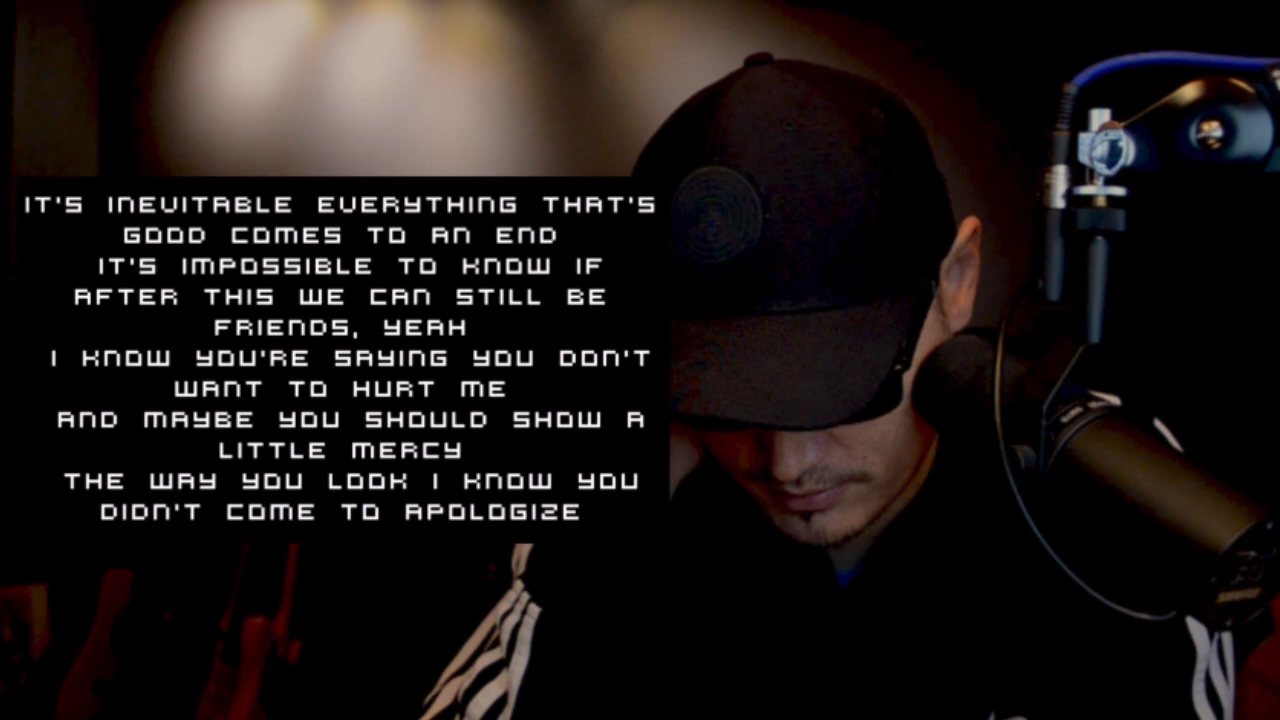 IT'S INEVITABLE EVERYTHING THAT'S
GOOD COMES TO AN END
IT'S IMPOSSIBLE TO KNOW IF
AFTER THIS WE CAN STILL BE
FRIENDS, YEAH
I KNOW YOU'RE SAYING YOU DON'T
WANT TO HURT ME
AND MAYBE YOU SHOULD SHOW A
LITTLE MERCY
THE WAY YOU LOOK I KNOW YOU
DIDN'T COME TO APOLOGIZE